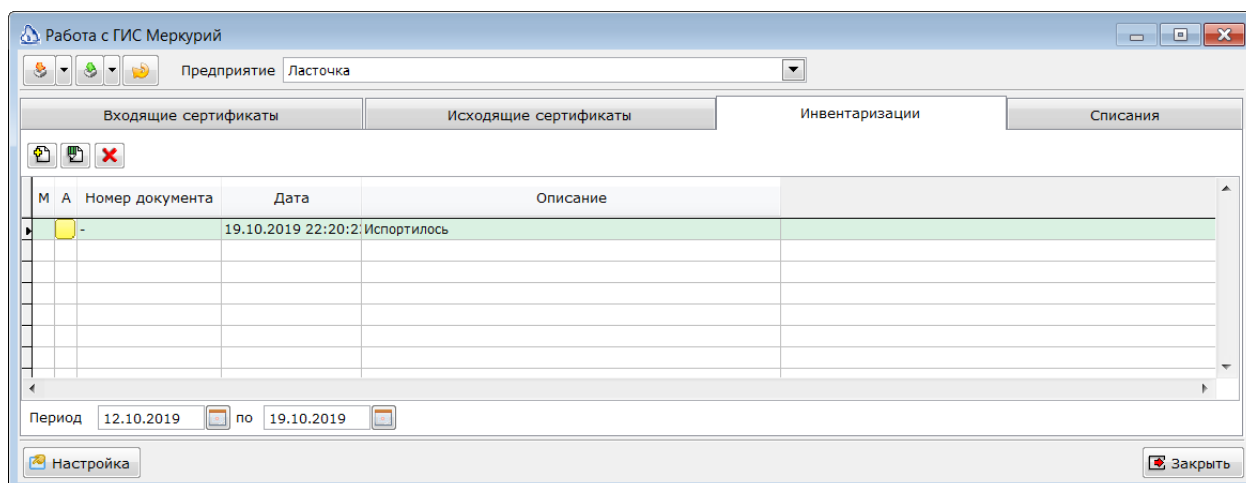 Работа с ГИС Меркурий
Предприятие Ласточка
Входящие сертификаты Исходящие сертификаты Инвентаризации Списания
М А Номер документа Дата Описание
- 19.10.2019 22:20:2 Испортилось
Период 12.10.2019 по 19.10.2019
Настройка Закрыть